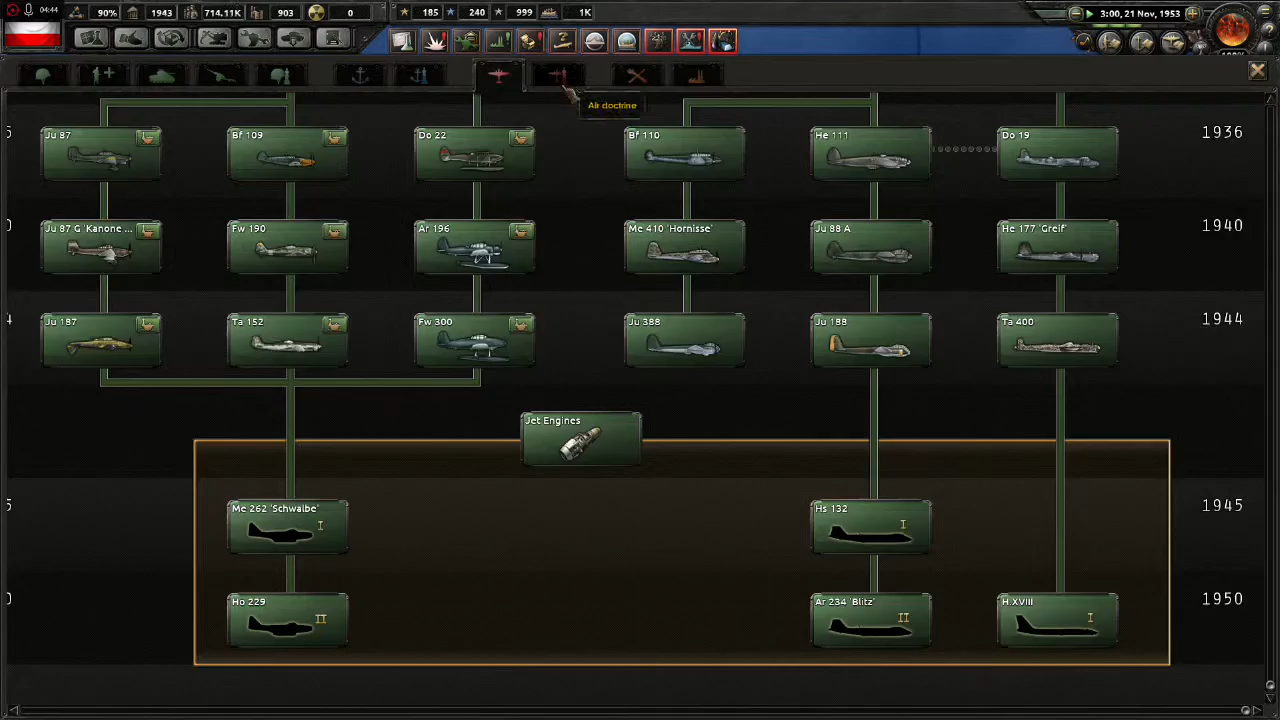 04:44
90%
1943
714.11K
903
0
185
240
999
1K
3:00, 21 Nov, 1953
Air doctrine
Ju 87
Bf 109
Do 22
Bf 110
He 111
Do 19
1936
Ju 87 G 'Kanone ...
Fw 190
Ar 196
Me 410 'Hornisse'
Ju 88 A
He 177 'Greif'
1940
Ju 187
Ta 152
Fw 300
Ju 388
Ju 188
Ta 400
1944
Jet Engines
Me 262 'Schwalbe'
I
Hs 132
I
1945
Ho 229
II
Ar 234 'Blitz'
II
H.XVIII
I
1950